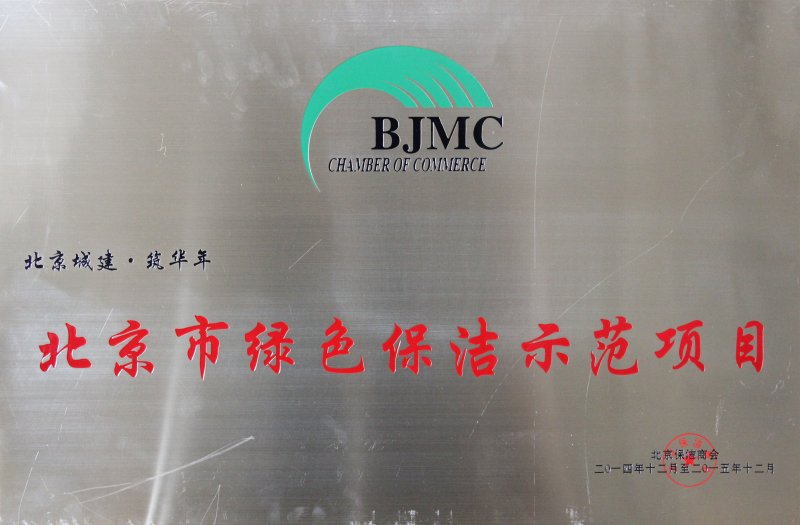 BJMC
CHAMBER OF COMMERCE
北京城建·筑华年
北京市绿色保洁示范项目
北京保洁商会
二〇一四年十二月至二〇一五年十二月